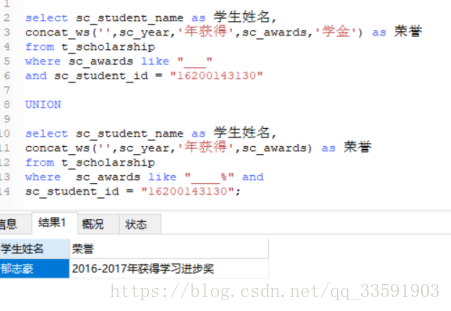 1
2 select sc_student_name as 学生姓名,
3 concat_ws('',sc_year,'年获得',sc_awards,'学金') as 荣誉
4 from t_scholarship
5 where sc_awards like "___"
6 and sc_student_id = "16200143130"
7
8 UNION
9
10 select sc_student_name as 学生姓名,
11 concat_ws('',sc_year,'年获得',sc_awards) as 荣誉
12 from t_scholarship
13 where  sc_awards like "____%" and
14 sc_student_id = "16200143130";
信息 结果1 概况 状态
学生姓名 荣誉
郁志豪 2016-2017年获得学习进步奖
https://blog.csdn.net/qq_33591903